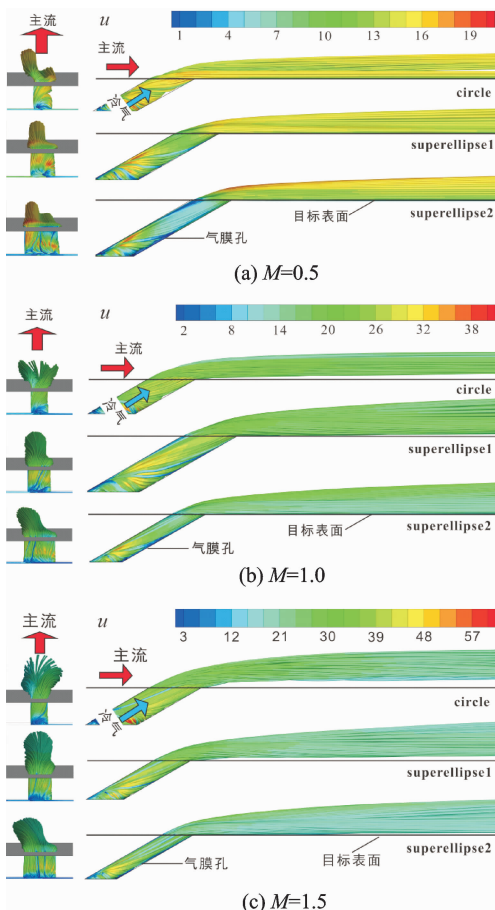 主流
u
1 4 7 10 13 16 19
主流
冷气
circle
superellipse1
目标表面
气膜孔
superellipse2
(a) M=0.5
主流
u
2 8 14 20 26 32 38
主流
冷气
circle
superellipse1
目标表面
气膜孔
superellipse2
(b) M=1.0
主流
u
3 12 21 30 39 48 57
主流
冷气
circle
superellipse1
气膜孔
目标表面
superellipse2
(c) M=1.5